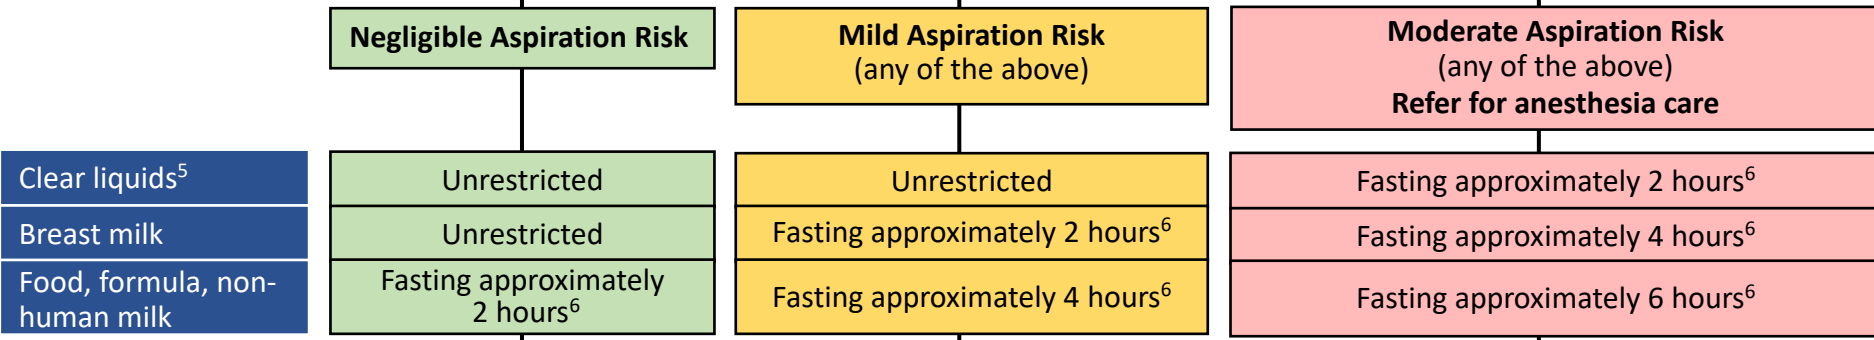 Negligible Aspiration Risk
Mild Aspiration Risk
(any of the above)
Moderate Aspiration Risk
(any of the above)
Refer for anesthesia care
Clear liquids⁵
Unrestricted
Unrestricted
Fasting approximately 2 hours⁶
Breast milk
Unrestricted
Fasting approximately 2 hours⁶
Fasting approximately 4 hours⁶
Food, formula, non-
human milk
Fasting approximately
2 hours⁶
Fasting approximately 4 hours⁶
Fasting approximately 6 hours⁶